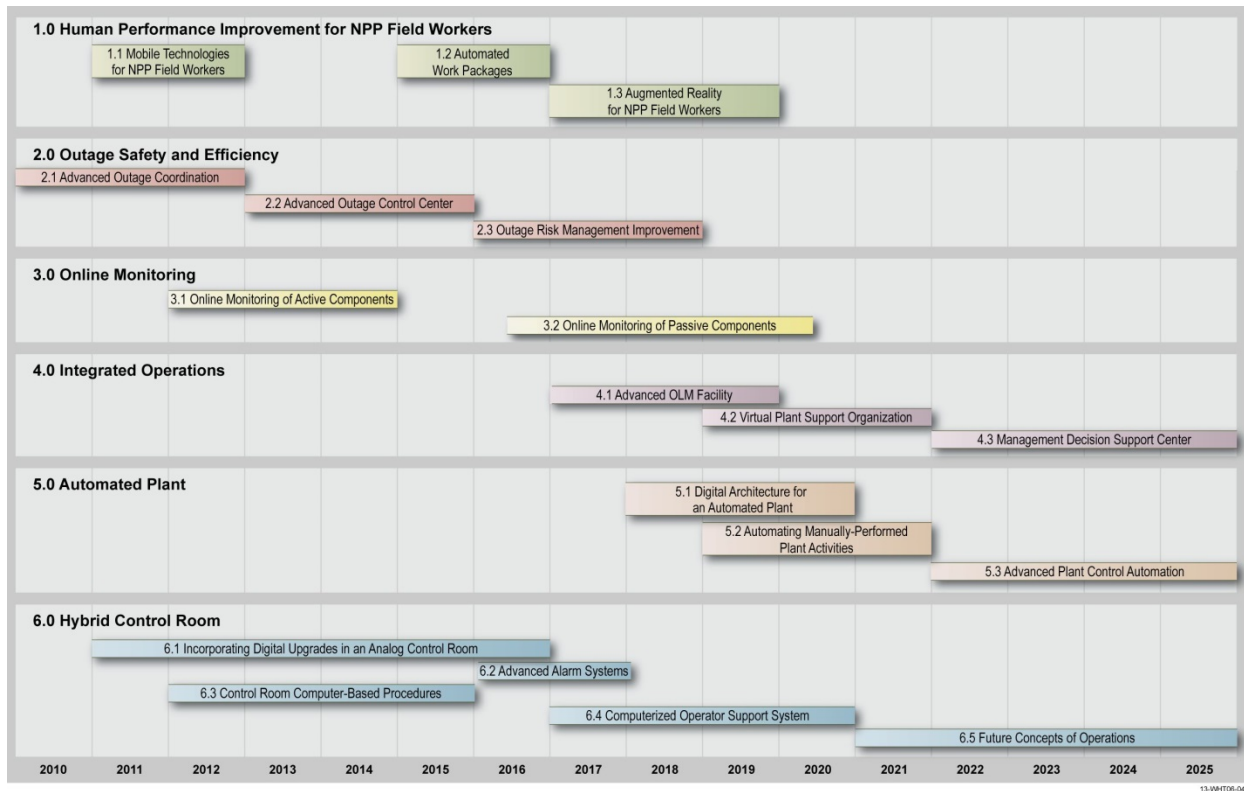 1.0 Human Performance Improvement for NPP Field Workers
1.1 Mobile Technologies
for NPP Field Workers
1.2 Automated
Work Packages
1.3 Augmented Reality
for NPP Field Workers
2.0 Outage Safety and Efficiency
2.1 Advanced Outage Coordination
2.2 Advanced Outage Control Center
2.3 Outage Risk Management Improvement
3.0 Online Monitoring
3.1 Online Monitoring of Active Components
3.2 Online Monitoring of Passive Components
4.0 Integrated Operations
4.1 Advanced OLM Facility
4.2 Virtual Plant Support Organization
4.3 Management Decision Support Center
5.0 Automated Plant
5.1 Digital Architecture for
an Automated Plant
5.2 Automating Manually-Performed
Plant Activities
5.3 Advanced Plant Control Automation
6.0 Hybrid Control Room
6.1 Incorporating Digital Upgrades in an Analog Control Room
6.2 Advanced Alarm Systems
6.3 Control Room Computer-Based Procedures
6.4 Computerized Operator Support System
6.5 Future Concepts of Operations
2010 2011 2012 2013 2014 2015 2016 2017 2018 2019 2020 2021 2022 2023 2024 2025
13-WHT06-04